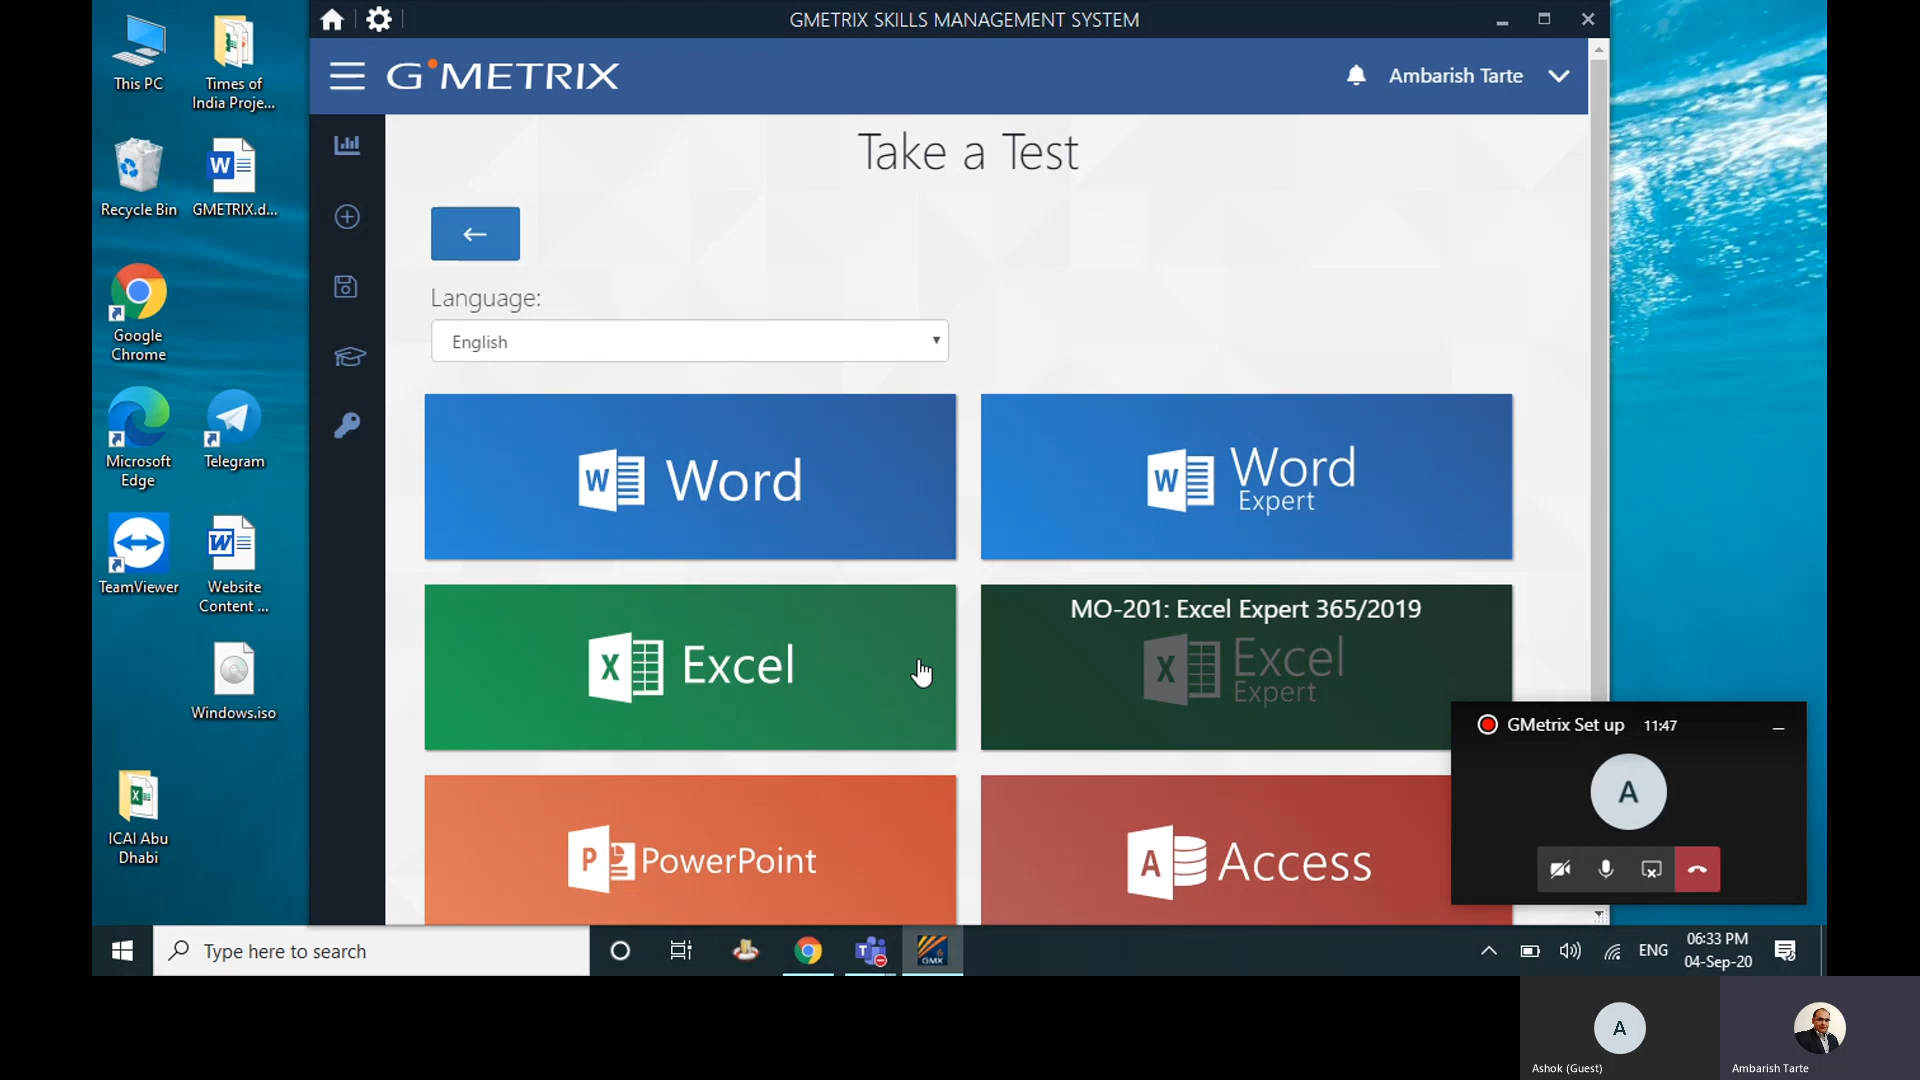 This PC
Times of
India Proje...
Recycle Bin
W
GMETRIX.d...
Google
Chrome
Microsoft
Edge
Telegram
TeamViewer
W
Website
Content ...
Windows.iso
X
ICAI Abu
Dhabi
GMETRIX SKILLS MANAGEMENT SYSTEM
GMETRIX
Ambarish Tarte
Take a Test
Language:
English
W Word
W Word
Expert
X Excel
MO-201: Excel Expert 365/2019
X Excel
Expert
P PowerPoint
A Access
GMetrix Set up 11:47
A
Type here to search
T
GMX
ENG
06:33 PM
04-Sep-20
A
Ashok (Guest)
Ambarish Tarte